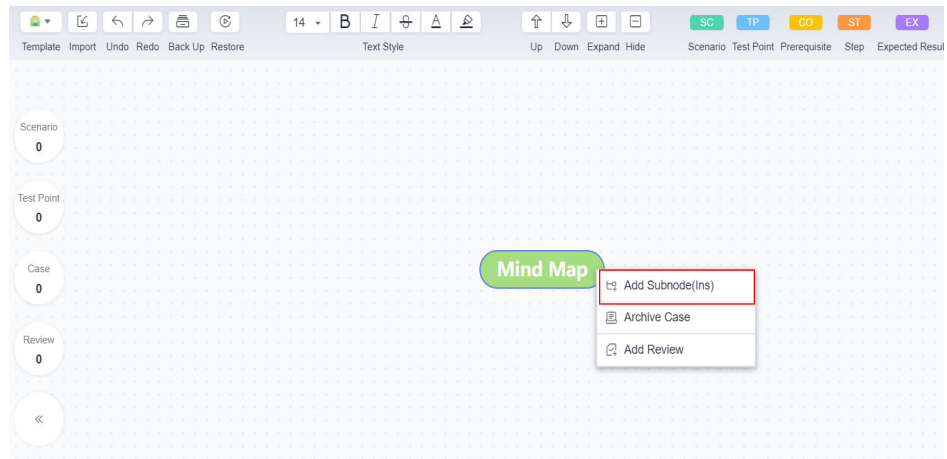 14 B I A SC TP CO ST EX
Template Import Undo Redo Back Up Restore Text Style Up Down Expand Hide Scenario Test Point Prerequisite Step Expected Resul
Scenario
0
Test Point
0
Case
0
Review
0
Mind Map
Add Subnode(Ins)
Archive Case
Add Review